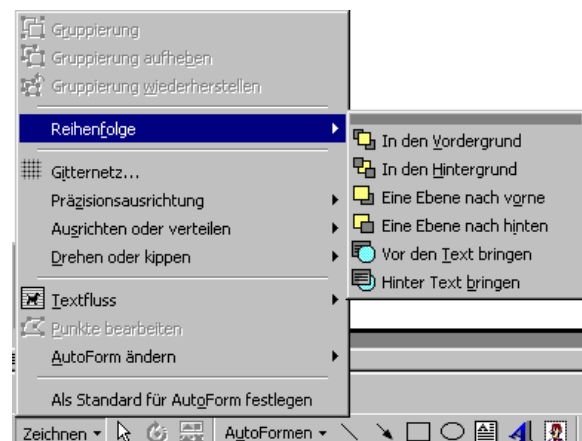 Gruppierung
Gruppierung aufheben
Gruppierung wiederherstellen
Reihenfolge
Gitternetz...
Präzisionsausrichtung
Ausrichten oder verteilen
Drehen oder kippen
Textfluss
Punkte bearbeiten
AutoForm ändern
Als Standard für AutoForm festlegen
In den Vordergrund
In den Hintergrund
Eine Ebene nach vorne
Eine Ebene nach hinten
Vor den Text bringen
Hinter Text bringen
Zeichnen AutoFormen